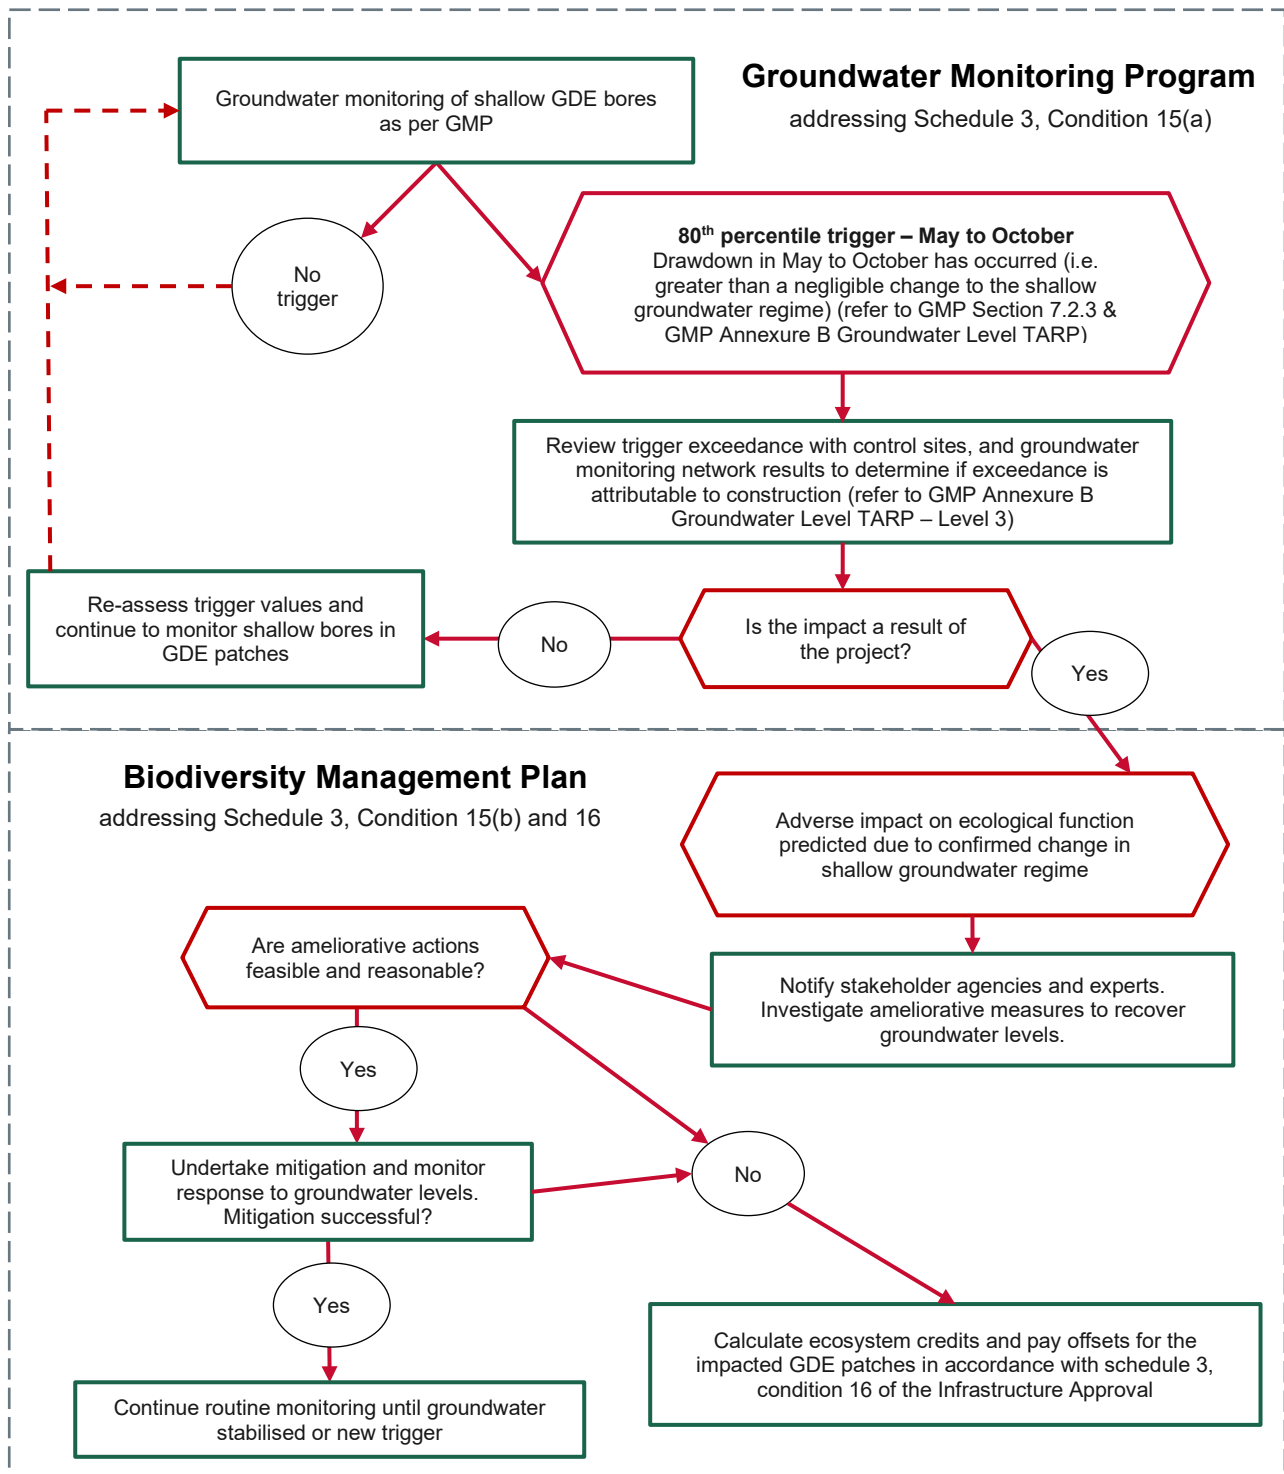 Groundwater Monitoring Program
addressing Schedule 3, Condition 15(a)
Groundwater monitoring of shallow GDE bores
as per GMP
No
trigger
80th percentile trigger – May to October
Drawdown in May to October has occurred (i.e.
greater than a negligible change to the shallow
groundwater regime) (refer to GMP Section 7.2.3 &
GMP Annexure B Groundwater Level TARP)
Review trigger exceedance with control sites, and groundwater
monitoring network results to determine if exceedance is
attributable to construction (refer to GMP Annexure B
Groundwater Level TARP – Level 3)
Is the impact a result of
the project?
No
Re-assess trigger values and
continue to monitor shallow bores in
GDE patches
Yes
Biodiversity Management Plan
addressing Schedule 3, Condition 15(b) and 16
Adverse impact on ecological function
predicted due to confirmed change in
shallow groundwater regime
Notify stakeholder agencies and experts.
Investigate ameliorative measures to recover
groundwater levels.
Are ameliorative actions
feasible and reasonable?
Yes
No
Undertake mitigation and monitor
response to groundwater levels.
Mitigation successful?
Yes
Continue routine monitoring until groundwater
stabilised or new trigger
Calculate ecosystem credits and pay offsets for the
impacted GDE patches in accordance with schedule 3,
condition 16 of the Infrastructure Approval